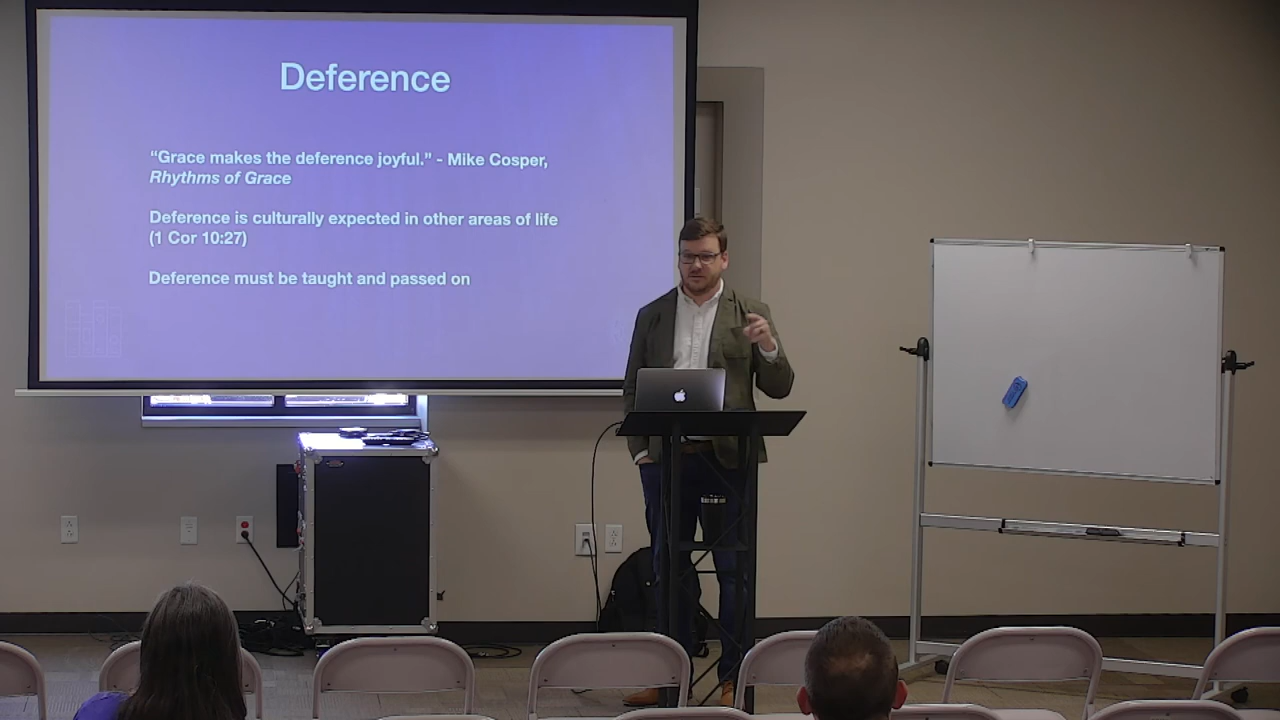 Deference
“Grace makes the deference joyful.” - Mike Cosper,
Rhythms of Grace
Deference is culturally expected in other areas of life
(1 Cor 10:27)
Deference must be taught and passed on